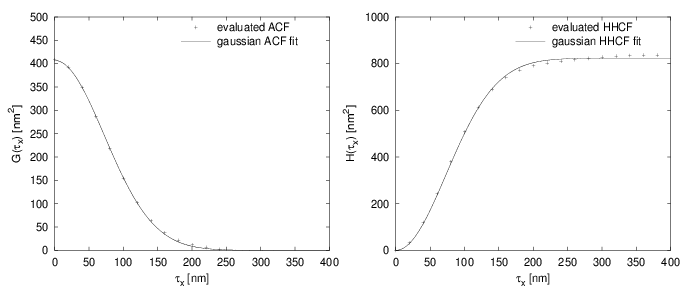 500
450
400
350
300
250
200
150
100
50
0
G(τx) [nm2]
evaluated ACF
gaussian ACF fit
0 50 100 150 200 250 300 350 400
τx [nm]
1000
800
600
400
200
0
H(τx) [nm2]
evaluated HHCF
gaussian HHCF fit
0 50 100 150 200 250 300 350 400
τx [nm]